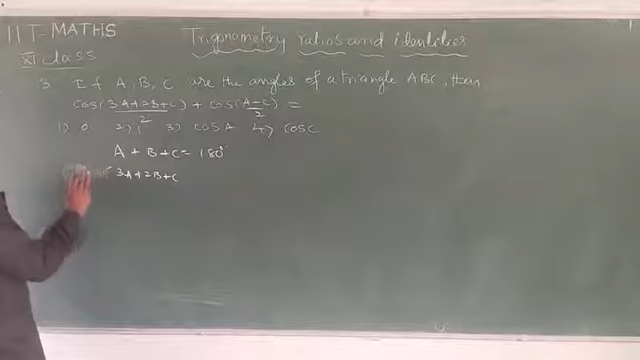 IIT-MATHS
Trigonometry ratios and identities
XI class
3. If A, B, C are the angles of a triangle ABC, then
cos(3A+2B+C)/2 + cos(A-C)/2 =
1) 0 2) 1 3) cos A 4) cos C
A + B + C = 180°
3A+2B+C